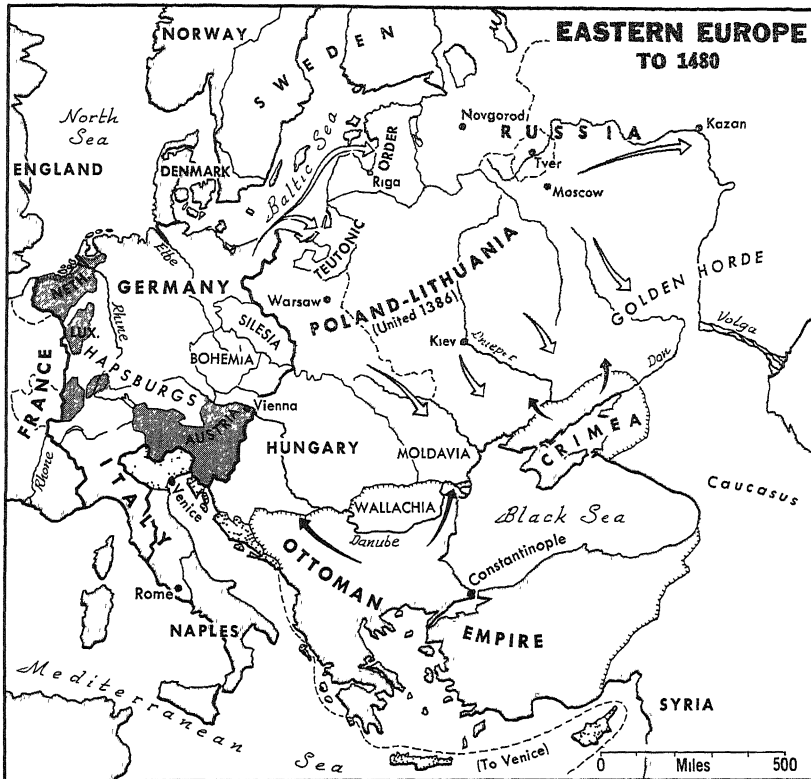 EASTERN EUROPE
TO 1480
NORWAY
SWEDEN
North
Sea
Novgorod
RUSSIA
Kazan
ENGLAND
DENMARK
Baltic Sea
ORDER
Riga
Tver
Moscow
TEUTONIC
Elbe
NETH.
GERMANY
POLAND-LITHUANIA
(United 1386)
GOLDEN HORDE
Warsaw
Rhine
LUX.
SILESIA
BOHEMIA
Kiev
Dnieper
Volga
Don
HAPSBURGS
FRANCE
AUSTRIA
Vienna
HUNGARY
MOLDAVIA
CRIMEA
Rhone
ITALY
Venice
WALLACHIA
Black Sea
Caucasus
Danube
OTTOMAN
EMPIRE
Constantinople
Rome
NAPLES
Mediterranean
Sea
SYRIA
(To Venice)
0 Miles 500